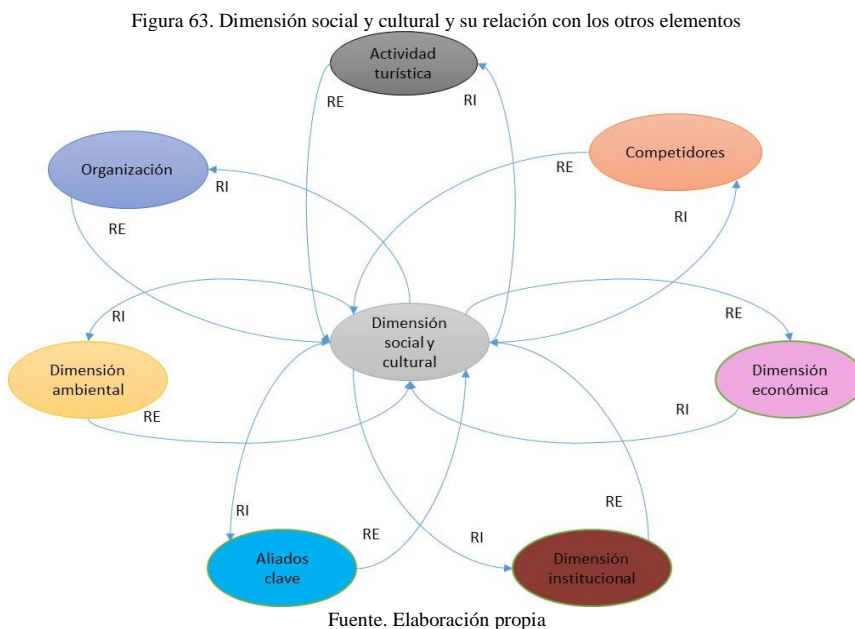 Figura 63. Dimensión social y cultural y su relación con los otros elementos
Actividad
turística
RE
RI
Competidores
RE
RI
Organización
RI
RE
Dimensión
social y
cultural
RI
Dimensión
ambiental
RE
RE
Dimensión
económica
RI
RI
Aliados
clave
RE
RI
RE
Dimensión
institucional
Fuente. Elaboración propia